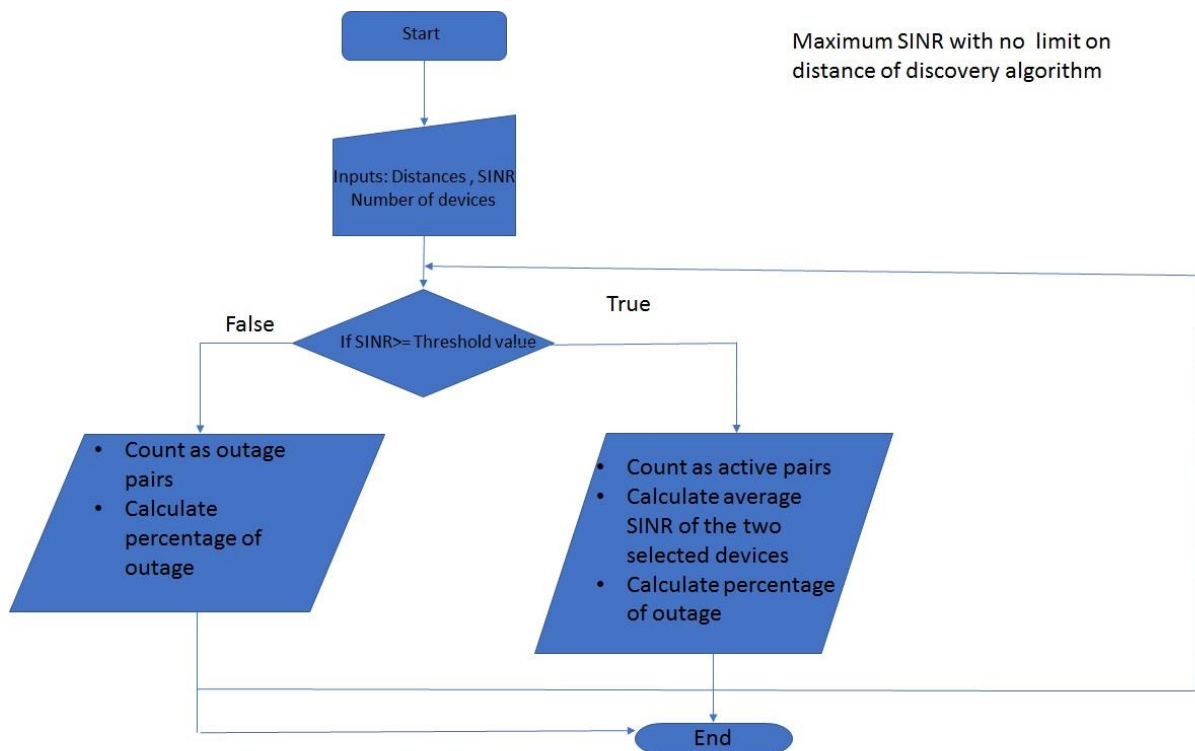 Start
Maximum SINR with no limit on
distance of discovery algorithm
Inputs: Distances , SINR
Number of devices
True
False
If SINR>= Threshold value
• Count as outage
pairs
• Calculate
percentage of
outage
• Count as active pairs
• Calculate average
SINR of the two
selected devices
• Calculate percentage
of outage
End